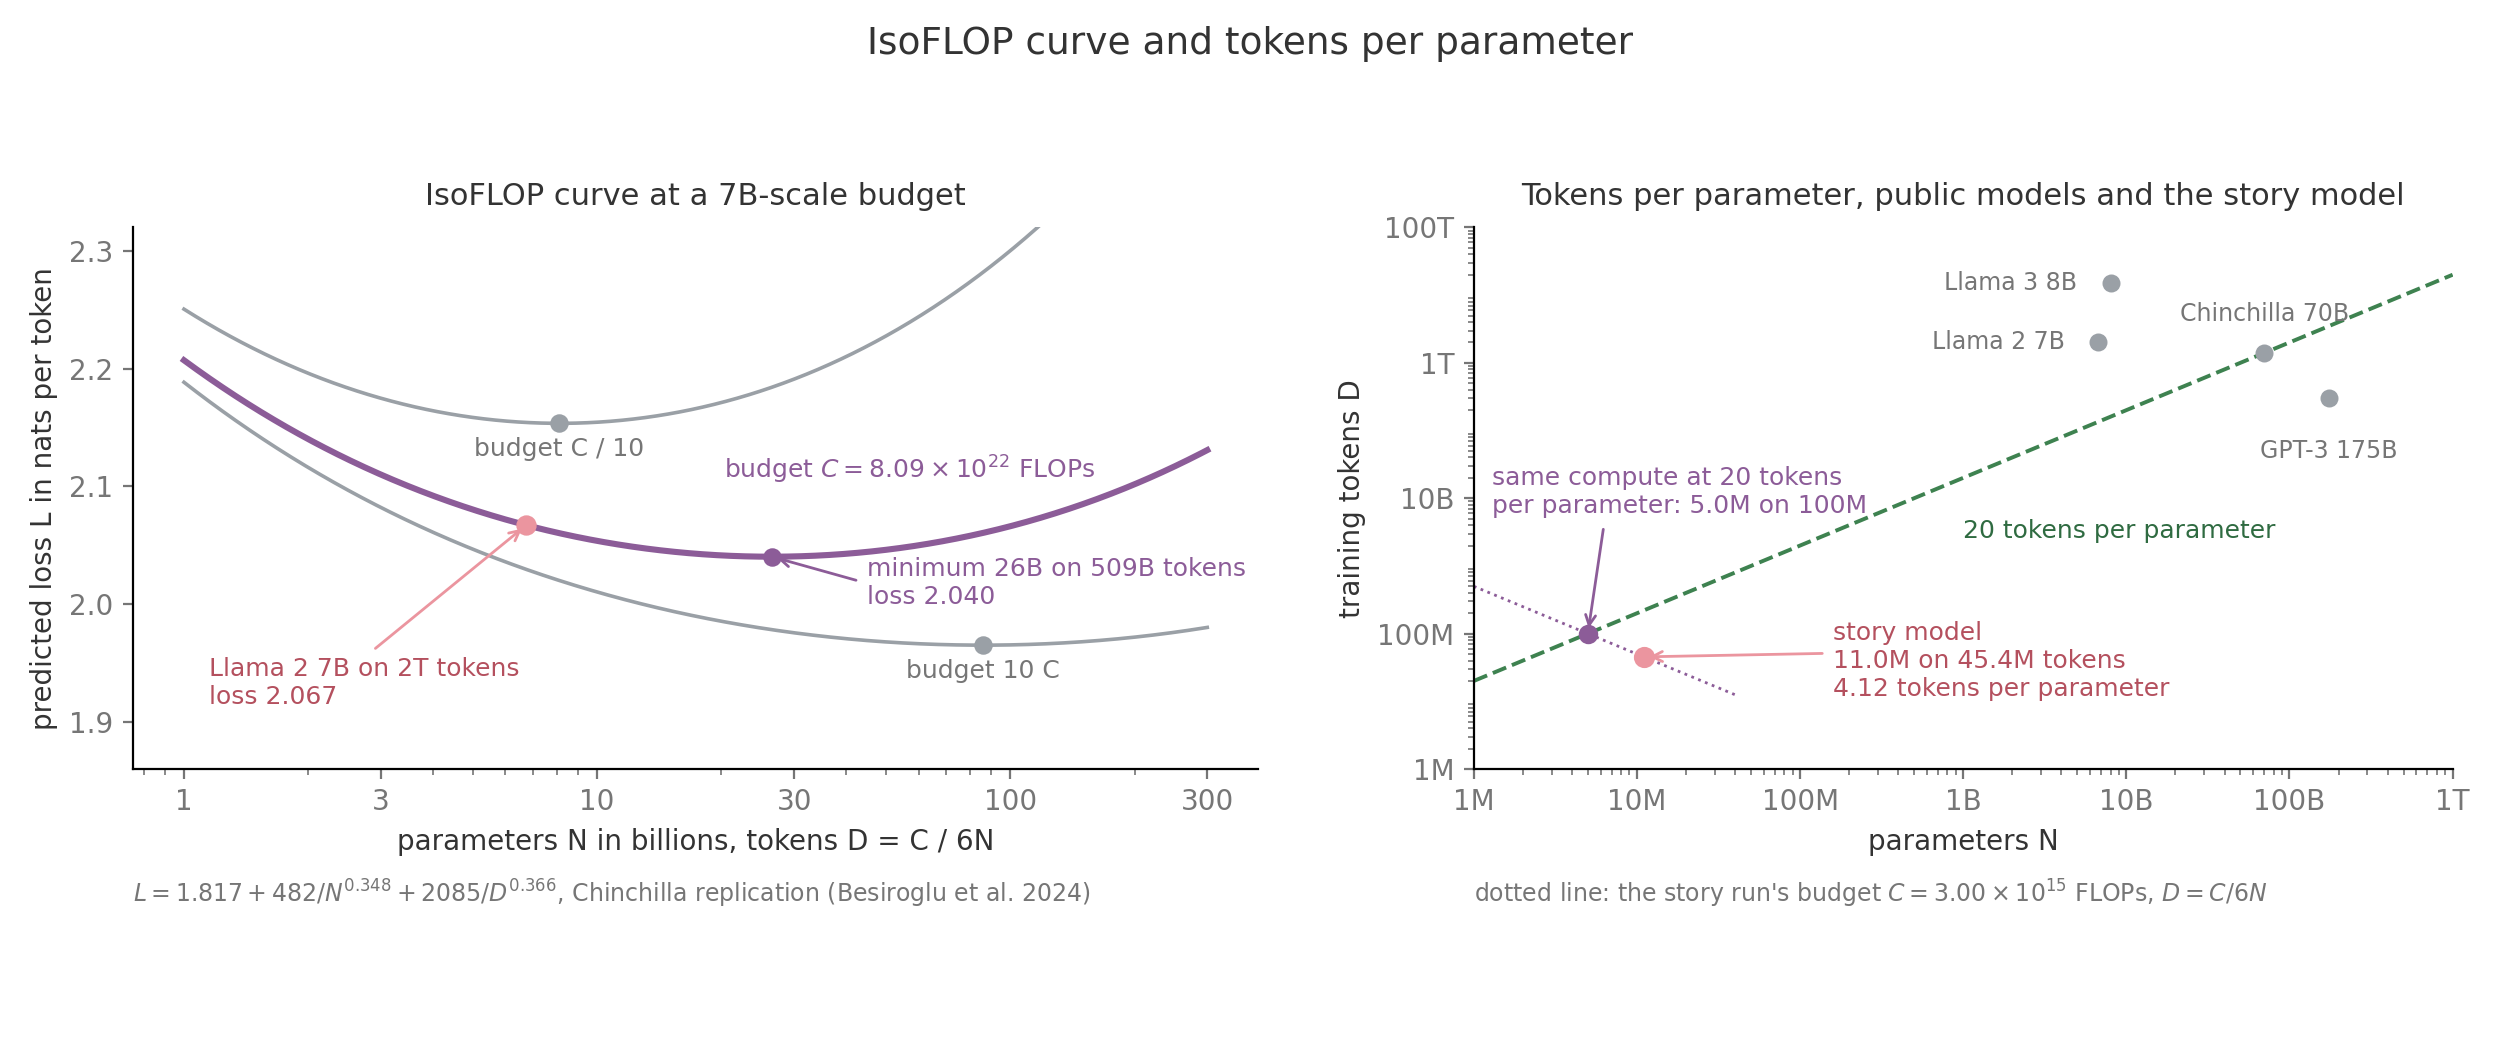 IsoFLOP curve and tokens per parameter
IsoFLOP curve at a 7B-scale budget
predicted loss L in nats per token
2.3
2.2
2.1
2.0
1.9
budget C / 10
budget C = 8.09 × 10²² FLOPs
minimum 26B on 509B tokens
loss 2.040
Llama 2 7B on 2T tokens
loss 2.067
budget 10 C
1
3
10
30
100
300
parameters N in billions, tokens D = C / 6N
L = 1.817 + 482/N^0.348 + 2085/D^0.366, Chinchilla replication (Besiroglu et al. 2024)
Tokens per parameter, public models and the story model
training tokens D
100T
1T
10B
100M
1M
Llama 3 8B
Chinchilla 70B
Llama 2 7B
GPT-3 175B
same compute at 20 tokens
per parameter: 5.0M on 100M
20 tokens per parameter
story model
11.0M on 45.4M tokens
4.12 tokens per parameter
1M
10M
100M
1B
10B
100B
1T
parameters N
dotted line: the story run's budget C = 3.00 × 10¹⁵ FLOPs, D = C/6N